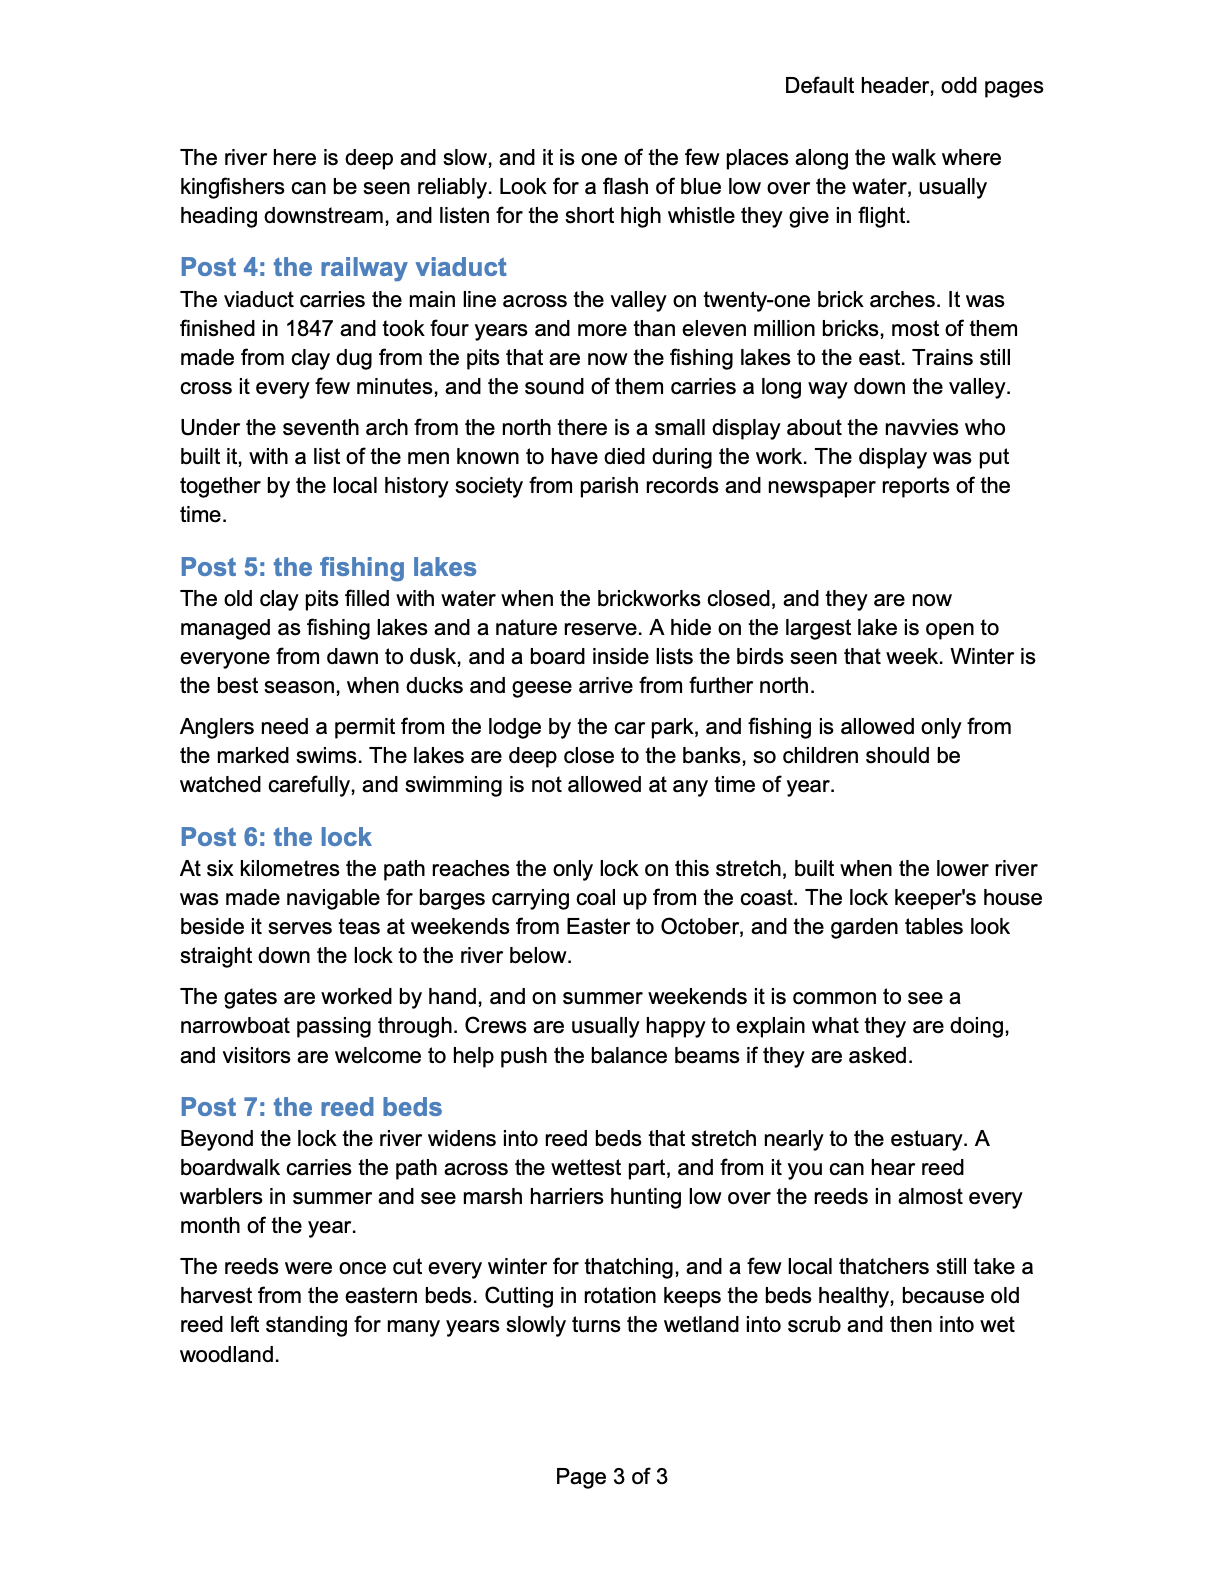 Default header, odd pages
The river here is deep and slow, and it is one of the few places along the walk where
kingfishers can be seen reliably. Look for a flash of blue low over the water, usually
heading downstream, and listen for the short high whistle they give in flight.
Post 4: the railway viaduct
The viaduct carries the main line across the valley on twenty-one brick arches. It was
finished in 1847 and took four years and more than eleven million bricks, most of them
made from clay dug from the pits that are now the fishing lakes to the east. Trains still
cross it every few minutes, and the sound of them carries a long way down the valley.
Under the seventh arch from the north there is a small display about the navvies who
built it, with a list of the men known to have died during the work. The display was put
together by the local history society from parish records and newspaper reports of the
time.
Post 5: the fishing lakes
The old clay pits filled with water when the brickworks closed, and they are now
managed as fishing lakes and a nature reserve. A hide on the largest lake is open to
everyone from dawn to dusk, and a board inside lists the birds seen that week. Winter is
the best season, when ducks and geese arrive from further north.
Anglers need a permit from the lodge by the car park, and fishing is allowed only from
the marked swims. The lakes are deep close to the banks, so children should be
watched carefully, and swimming is not allowed at any time of year.
Post 6: the lock
At six kilometres the path reaches the only lock on this stretch, built when the lower river
was made navigable for barges carrying coal up from the coast. The lock keeper's house
beside it serves teas at weekends from Easter to October, and the garden tables look
straight down the lock to the river below.
The gates are worked by hand, and on summer weekends it is common to see a
narrowboat passing through. Crews are usually happy to explain what they are doing,
and visitors are welcome to help push the balance beams if they are asked.
Post 7: the reed beds
Beyond the lock the river widens into reed beds that stretch nearly to the estuary. A
boardwalk carries the path across the wettest part, and from it you can hear reed
warblers in summer and see marsh harriers hunting low over the reeds in almost every
month of the year.
The reeds were once cut every winter for thatching, and a few local thatchers still take a
harvest from the eastern beds. Cutting in rotation keeps the beds healthy, because old
reed left standing for many years slowly turns the wetland into scrub and then into wet
woodland.
Page 3 of 3